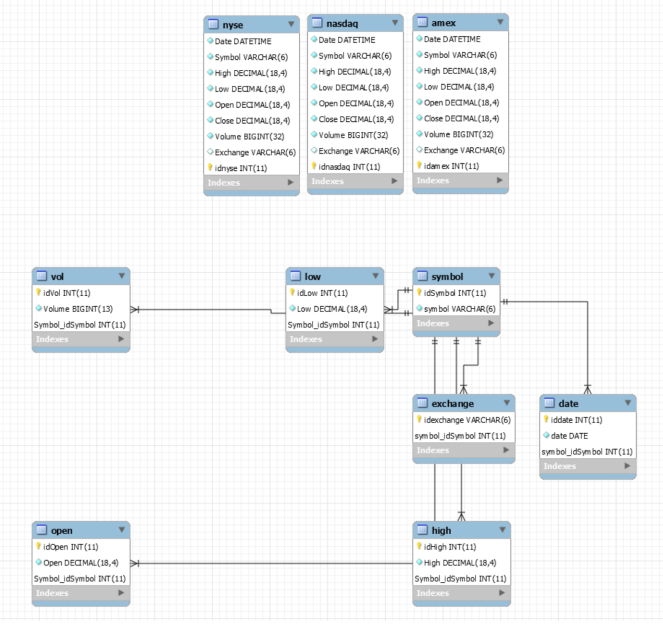 nyse
Date DATETIME
Symbol VARCHAR(6)
High DECIMAL(18,4)
Low DECIMAL(18,4)
Open DECIMAL(18,4)
Close DECIMAL(18,4)
Volume BIGINT(32)
Exchange VARCHAR(6)
idnyse INT(11)
Indexes
nasdaq
Date DATETIME
Symbol VARCHAR(6)
High DECIMAL(18,4)
Low DECIMAL(18,4)
Open DECIMAL(18,4)
Close DECIMAL(18,4)
Volume BIGINT(32)
Exchange VARCHAR(6)
idnasdaq INT(11)
Indexes
amex
Date DATETIME
Symbol VARCHAR(6)
High DECIMAL(18,4)
Low DECIMAL(18,4)
Open DECIMAL(18,4)
Close DECIMAL(18,4)
Volume BIGINT(32)
Exchange VARCHAR(6)
idamex INT(11)
Indexes
vol
idVol INT(11)
Volume BIGINT(13)
Symbol_idSymbol INT(11)
Indexes
low
idLow INT(11)
Low DECIMAL(18,4)
Symbol_idSymbol INT(11)
Indexes
symbol
idSymbol INT(11)
symbol VARCHAR(6)
Indexes
exchange
idexchange VARCHAR(6)
symbol_idSymbol INT(11)
Indexes
date
iddate INT(11)
date DATE
symbol_idSymbol INT(11)
Indexes
open
idOpen INT(11)
Open DECIMAL(18,4)
Symbol_idSymbol INT(11)
Indexes
high
idHigh INT(11)
High DECIMAL(18,4)
Symbol_idSymbol INT(11)
Indexes